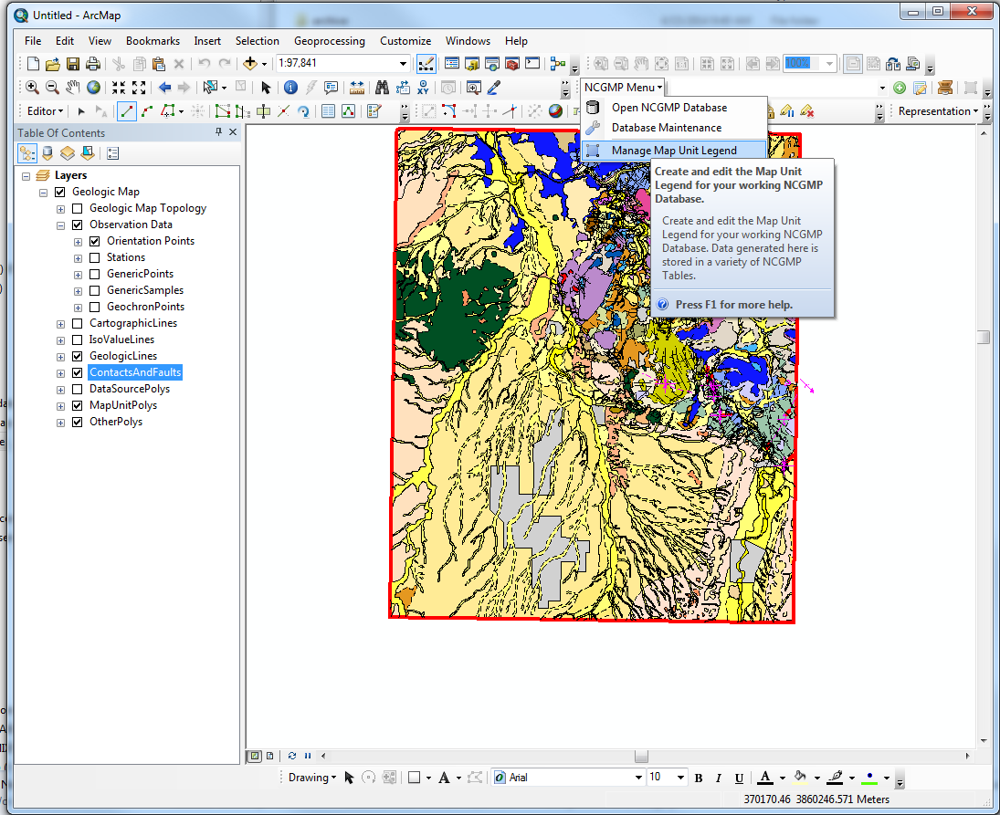 Untitled - ArcMap
File Edit View Bookmarks Insert Selection Geoprocessing Customize Windows Help
1:97,841
100%
NCGMP Menu
Editor
Representation
Open NCGMP Database
Database Maintenance
Manage Map Unit Legend
Create and edit the Map Unit
Legend for your working NCGMP
Database.
Create and edit the Map Unit
Legend for your working NCGMP
Database. Data generated here is
stored in a variety of NCGMP
Tables.
Press F1 for more help.
Table Of Contents
Layers
Geologic Map
Geologic Map Topology
Observation Data
Orientation Points
Stations
GenericPoints
GenericSamples
GeochronPoints
CartographicLines
IsoValueLines
GeologicLines
ContactsAndFaults
DataSourcePolys
MapUnitPolys
OtherPolys
Drawing
A
Arial
10
B I U A
370170.46 3860246.571 Meters